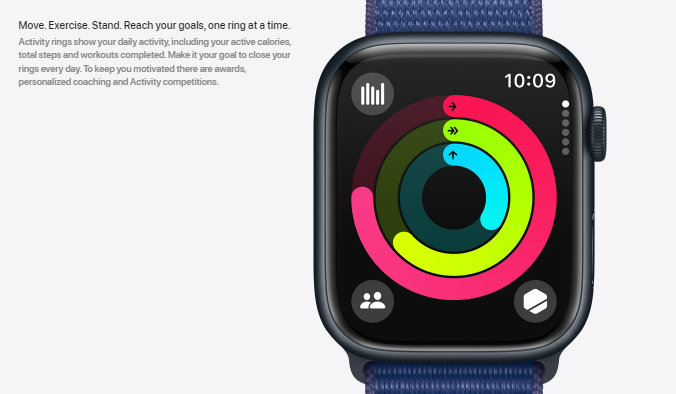 Move. Exercise. Stand. Reach your goals, one ring at a time.
Activity rings show your daily activity, including your active calories,
total steps and workouts completed. Make it your goal to close your
rings every day. To keep you motivated there are awards,
personalized coaching and Activity competitions.
10:09